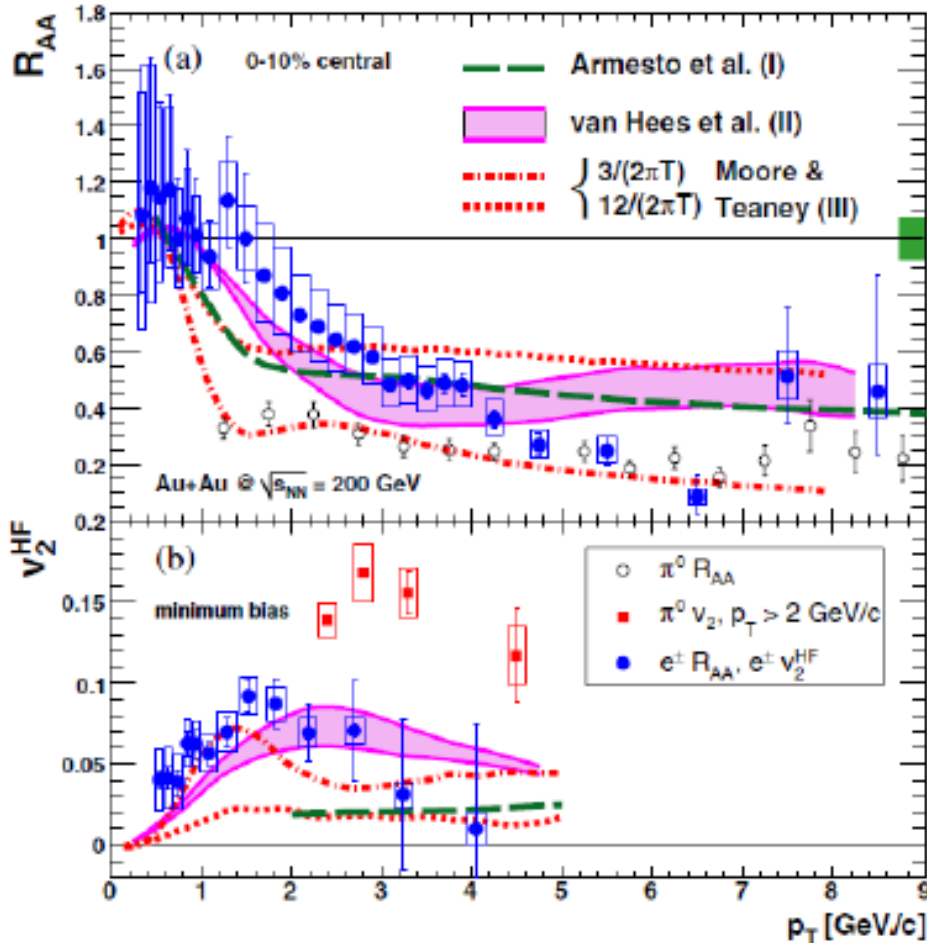 R_AA
(a) 0-10% central
Armesto et al. (I)
van Hees et al. (II)
3/(2πT) Moore &
12/(2πT) Teaney (III)
1.8
1.6
1.4
1.2
1
0.8
0.6
0.4
0.2
Au+Au @ √s_NN = 200 GeV
v_2^HF
(b)
minimum bias
π⁰ R_AA
π⁰ v_2, p_T > 2 GeV/c
e± R_AA, e± v_2^HF
0.2
0.15
0.1
0.05
0
0 1 2 3 4 5 6 7 8 9
p_T [GeV/c]